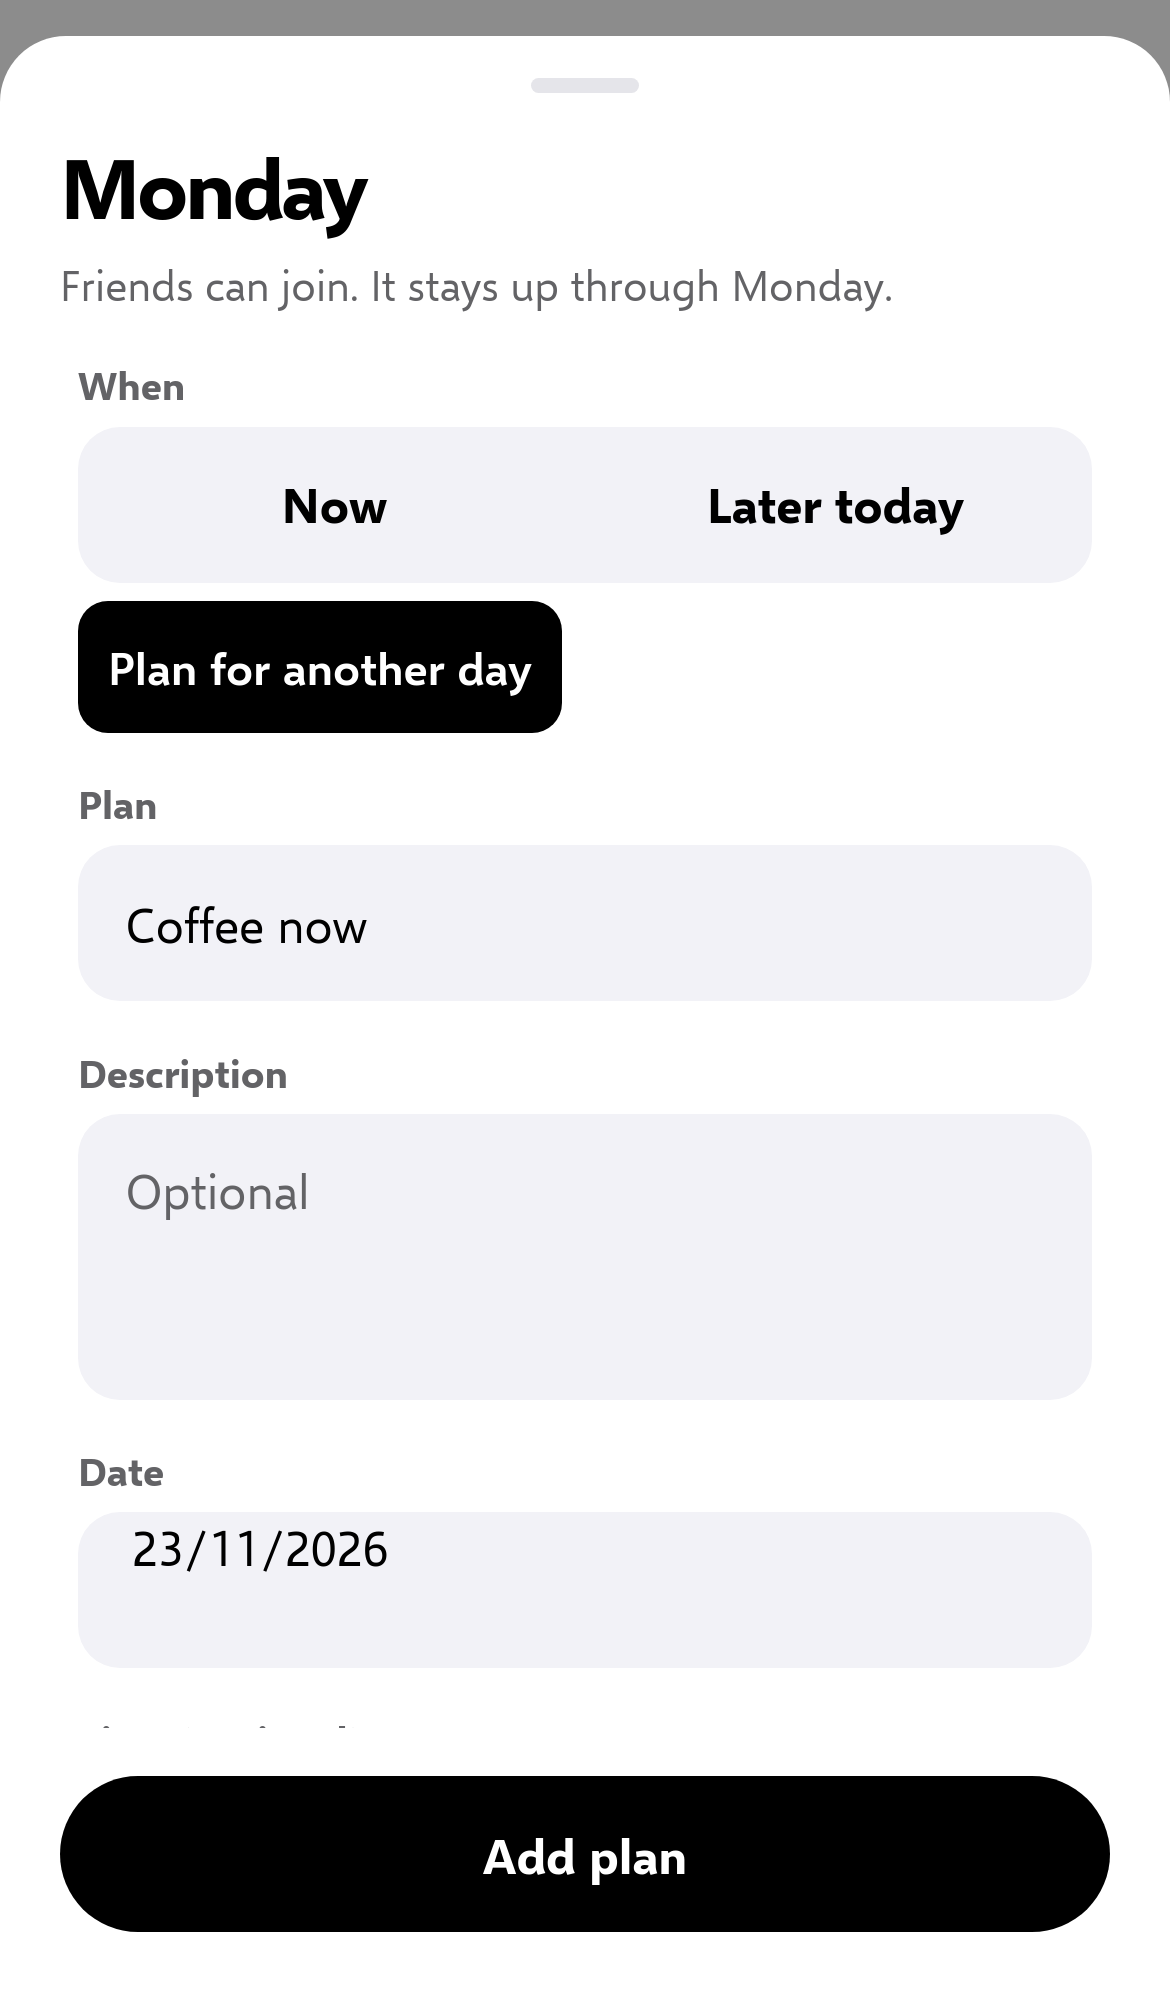 Monday
Friends can join. It stays up through Monday.
When
Now Later today
Plan for another day
Plan
Coffee now
Description
Optional
Date
23/11/2026
Add plan